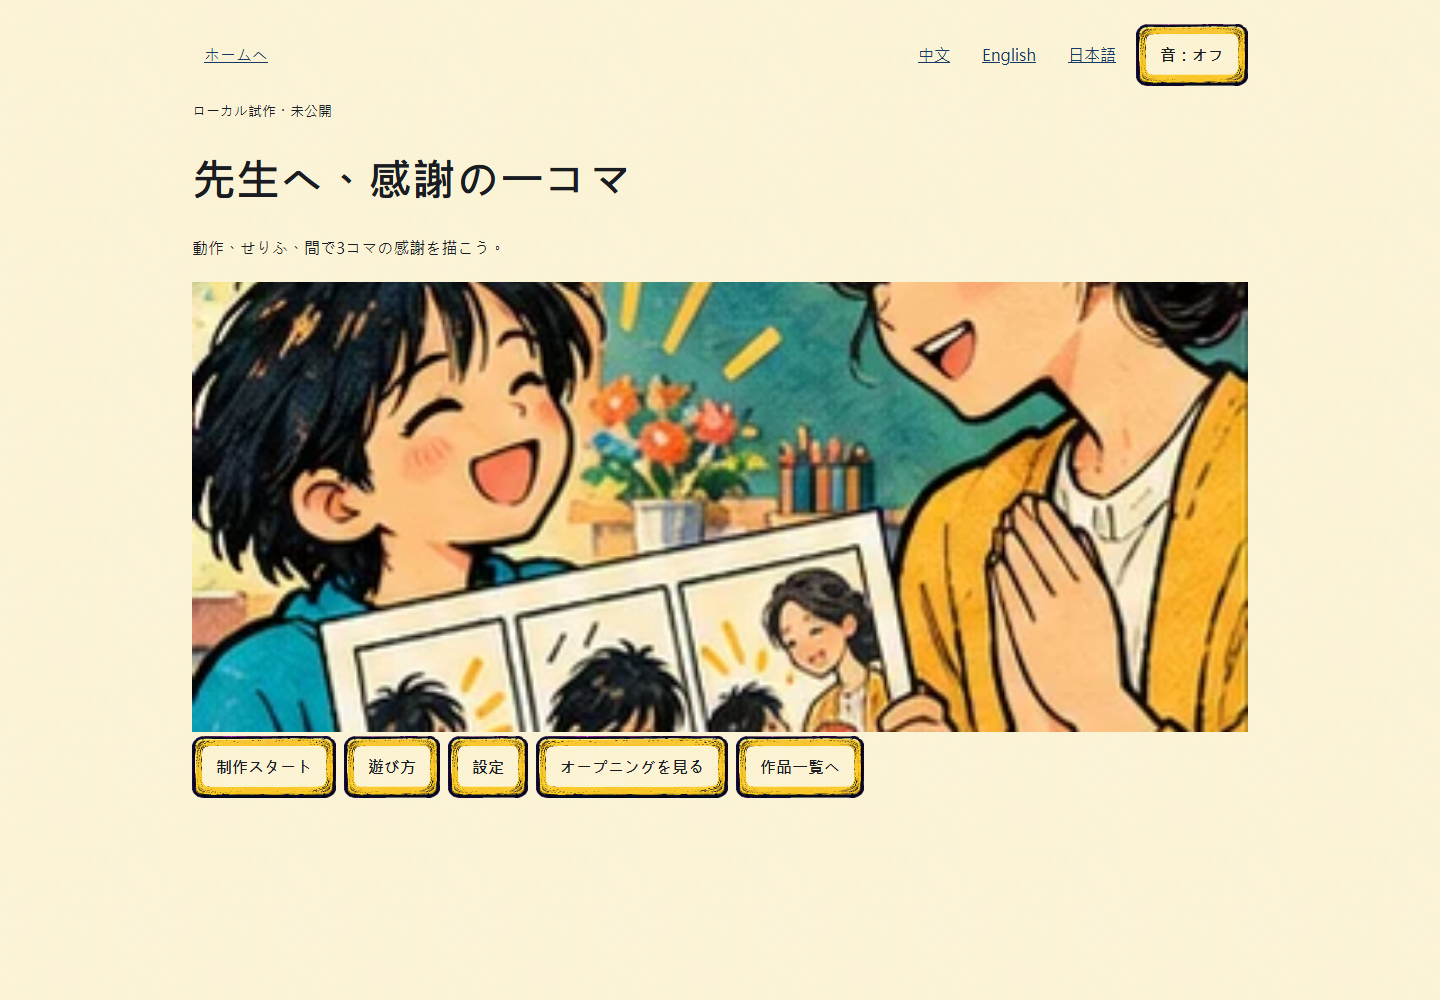 ホームへ
中文 English 日本語 音：オフ
ローカル試作・未公開
先生へ、感謝の一コマ
動作、せりふ、間で3コマの感謝を描こう。
制作スタート 遊び方 設定 オープニングを見る 作品一覧へ